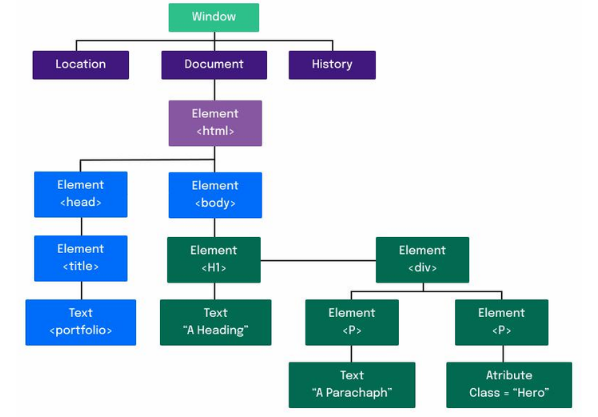 Window
Location
Document
History
Element
<html>
Element
<head>
Element
<body>
Element
<title>
Element
<H1>
Element
<div>
Text
<portfolio>
Text
“A Heading”
Element
<P>
Element
<P>
Text
“A Parachaph”
Atribute
Class = “Hero”